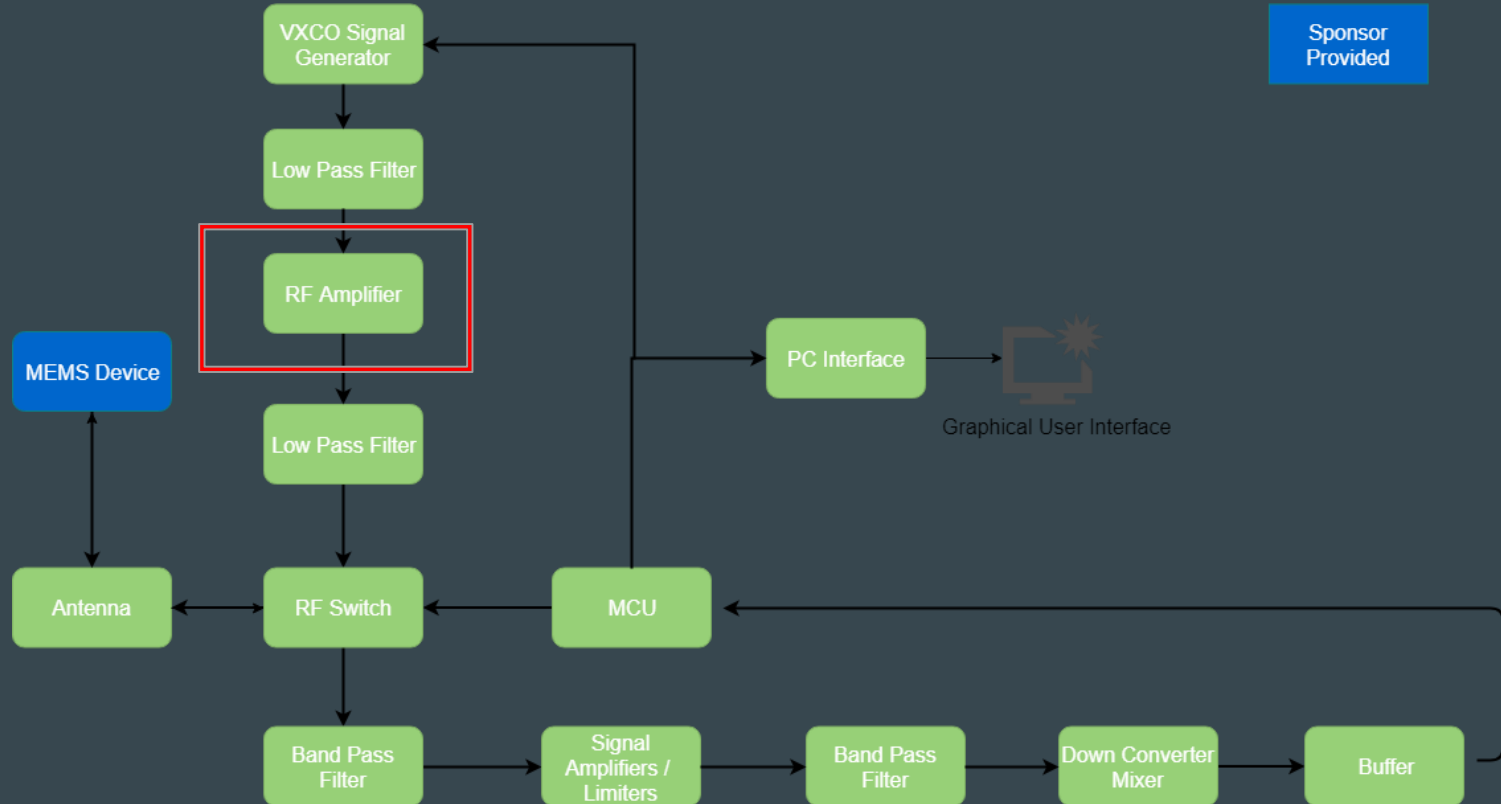 VXCO Signal
Generator
Sponsor
Provided
Low Pass Filter
RF Amplifier
MEMS Device
PC Interface
Graphical User Interface
Low Pass Filter
Antenna
RF Switch
MCU
Band Pass
Filter
Signal
Amplifiers /
Limiters
Band Pass
Filter
Down Converter
Mixer
Buffer